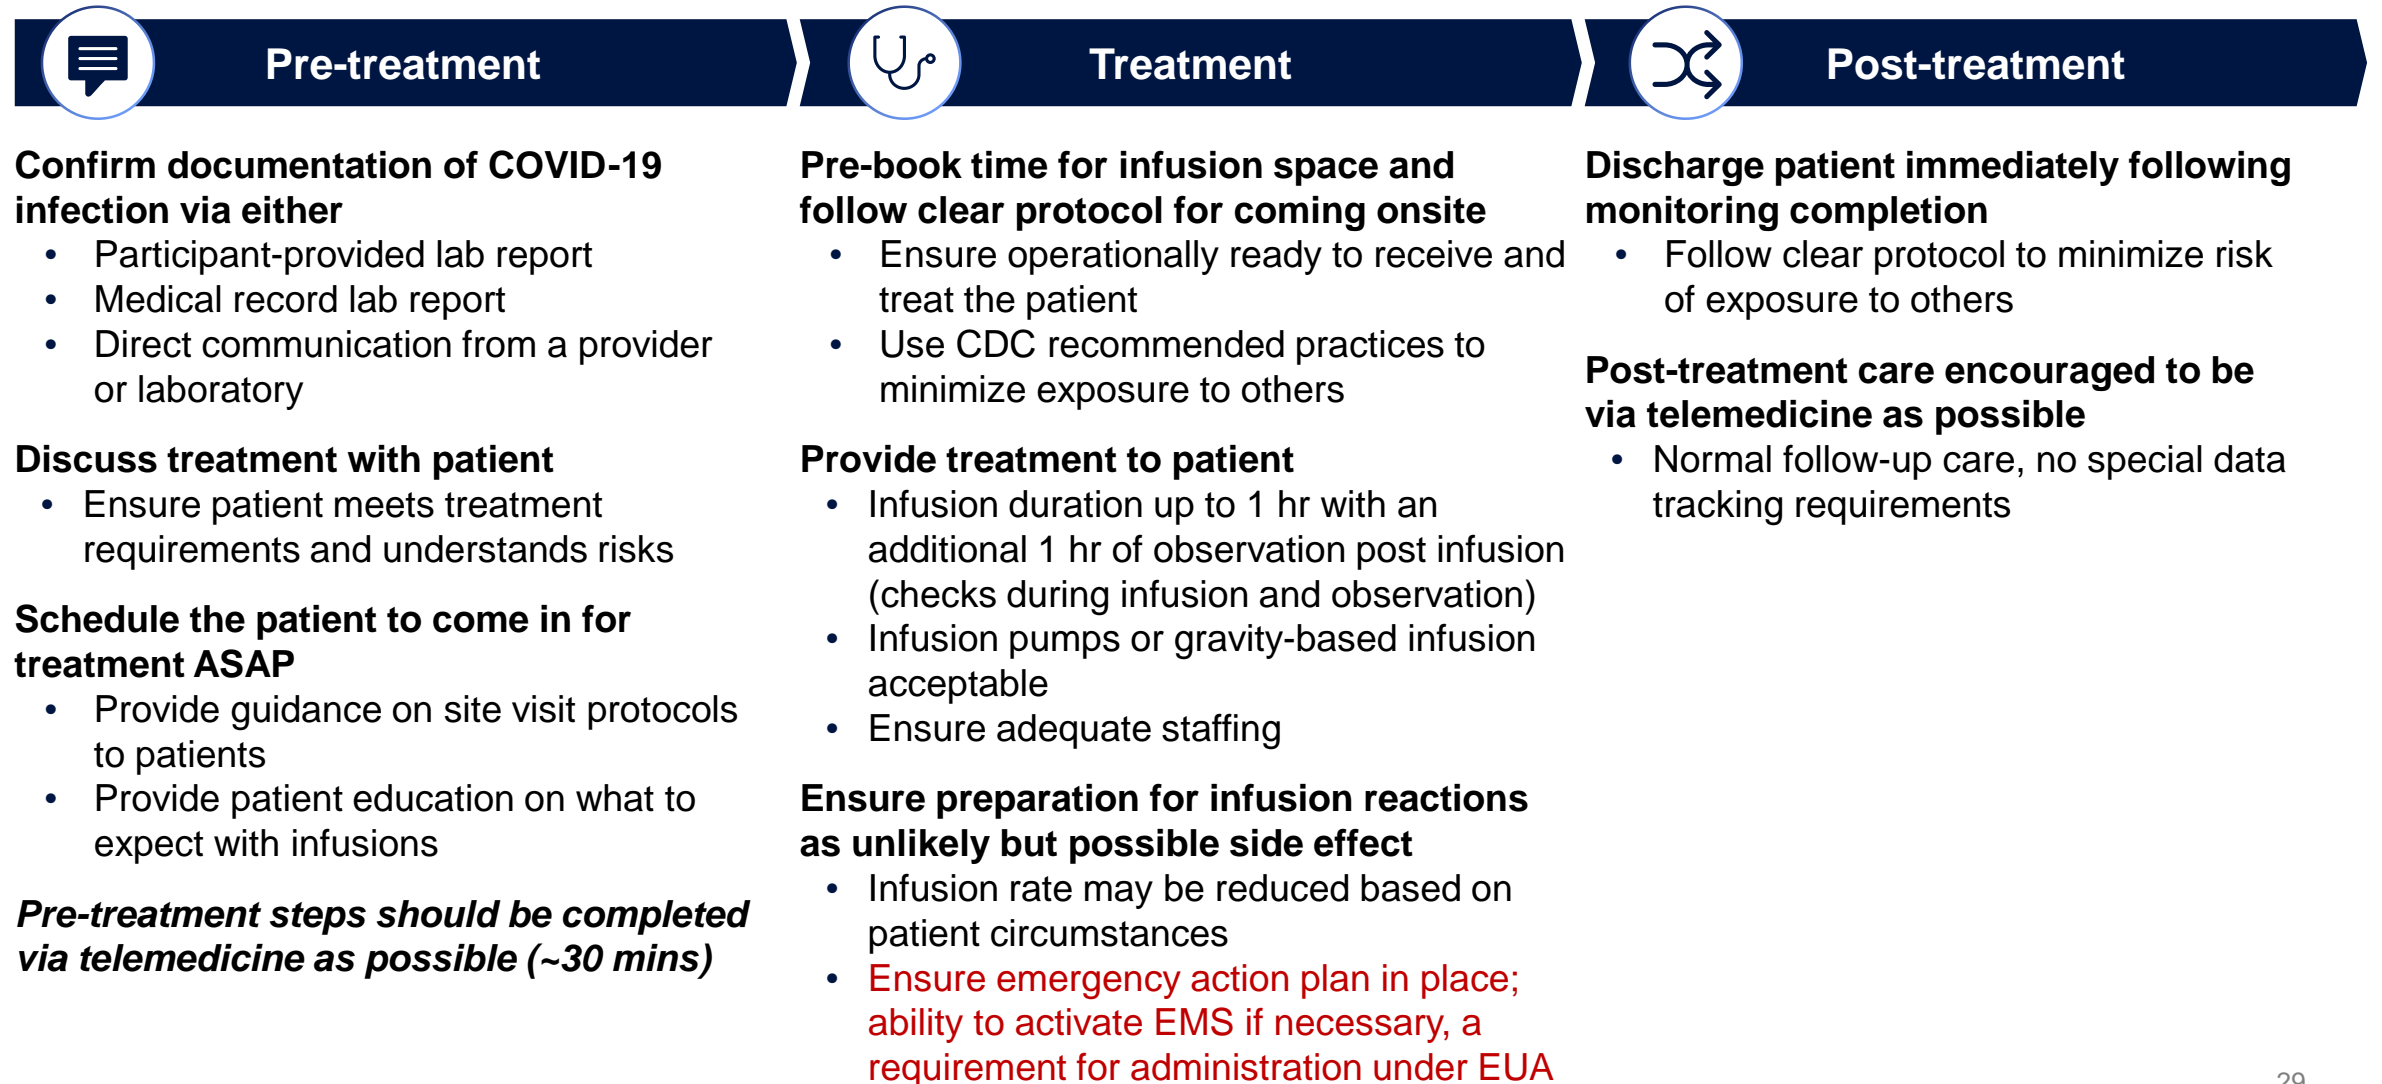 Pre-treatment
Confirm documentation of COVID-19
infection via either
• Participant-provided lab report
• Medical record lab report
• Direct communication from a provider
or laboratory
Discuss treatment with patient
• Ensure patient meets treatment
requirements and understands risks
Schedule the patient to come in for
treatment ASAP
• Provide guidance on site visit protocols
to patients
• Provide patient education on what to
expect with infusions
Pre-treatment steps should be completed
via telemedicine as possible (~30 mins)
Treatment
Pre-book time for infusion space and
follow clear protocol for coming onsite
• Ensure operationally ready to receive and
treat the patient
• Use CDC recommended practices to
minimize exposure to others
Provide treatment to patient
• Infusion duration up to 1 hr with an
additional 1 hr of observation post infusion
(checks during infusion and observation)
• Infusion pumps or gravity-based infusion
acceptable
• Ensure adequate staffing
Ensure preparation for infusion reactions
as unlikely but possible side effect
• Infusion rate may be reduced based on
patient circumstances
• Ensure emergency action plan in place;
ability to activate EMS if necessary, a
requirement for administration under EUA
Post-treatment
Discharge patient immediately following
monitoring completion
• Follow clear protocol to minimize risk
of exposure to others
Post-treatment care encouraged to be
via telemedicine as possible
• Normal follow-up care, no special data
tracking requirements
29